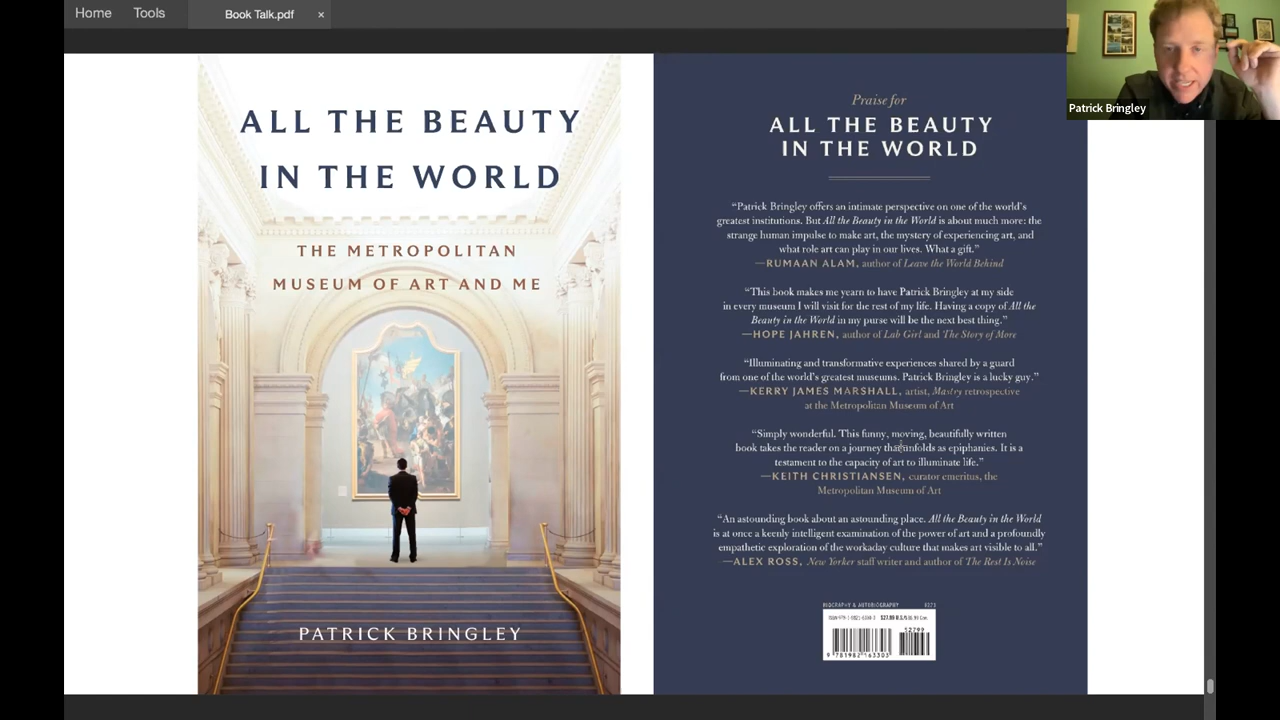 Home Tools Book Talk.pdf ×
Patrick Bringley
ALL THE BEAUTY
IN THE WORLD
THE METROPOLITAN
MUSEUM OF ART AND ME
PATRICK BRINGLEY
Praise for
ALL THE BEAUTY
IN THE WORLD
“Patrick Bringley offers an intimate perspective on one of the world’s
greatest institutions. But All the Beauty in the World is about much more: the
strange human impulse to make art, the mystery of experiencing art, and
what role art can play in our lives. What a gift.”
—RUMAAN ALAM, author of Leave the World Behind
“This book makes me yearn to have Patrick Bringley at my side
in every museum I will visit for the rest of my life. Having a copy of All the
Beauty in the World in my purse will be the next best thing.”
—HOPE JAHREN, author of Lab Girl and The Story of More
“Illuminating and transformative experiences shared by a guard
from one of the world’s greatest museums. Patrick Bringley is a lucky guy.”
—KERRY JAMES MARSHALL, artist, Mastry retrospective
at the Metropolitan Museum of Art
“Simply wonderful. This funny, moving, beautifully written
book takes the reader on a journey that unfolds as epiphanies. It is a
testament to the capacity of art to illuminate life.”
—KEITH CHRISTIANSEN, curator emeritus, the
Metropolitan Museum of Art
“An astounding book about an astounding place. All the Beauty in the World
is at once a keenly intelligent examination of the power of art and a profoundly
empathetic exploration of the workaday culture that makes art visible to all.”
—ALEX ROSS, New Yorker staff writer and author of The Rest Is Noise
BIOGRAPHY & AUTOBIOGRAPHY
52799
9 781982 163303